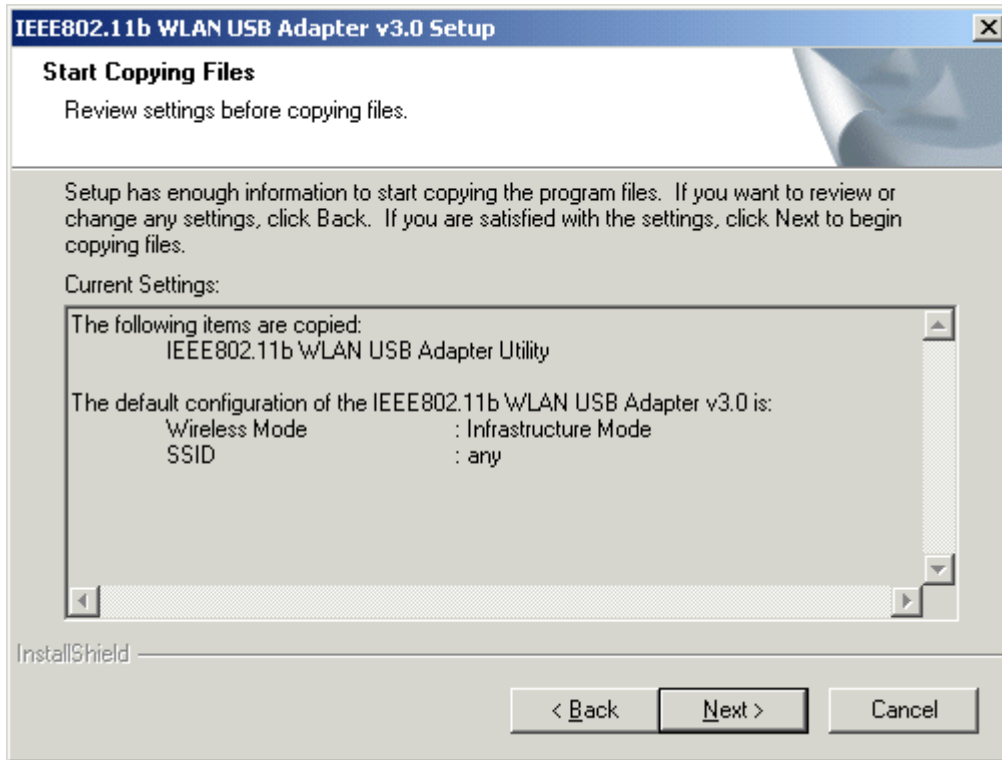 IEEE802.11b WLAN USB Adapter v3.0 Setup
Start Copying Files
Review settings before copying files.
Setup has enough information to start copying the program files.  If you want to review or
change any settings, click Back.  If you are satisfied with the settings, click Next to begin
copying files.
Current Settings:
The following items are copied:
IEEE802.11b WLAN USB Adapter Utility
The default configuration of the IEEE802.11b WLAN USB Adapter v3.0 is:
Wireless Mode : Infrastructure Mode
SSID : any
InstallShield
< Back Next > Cancel